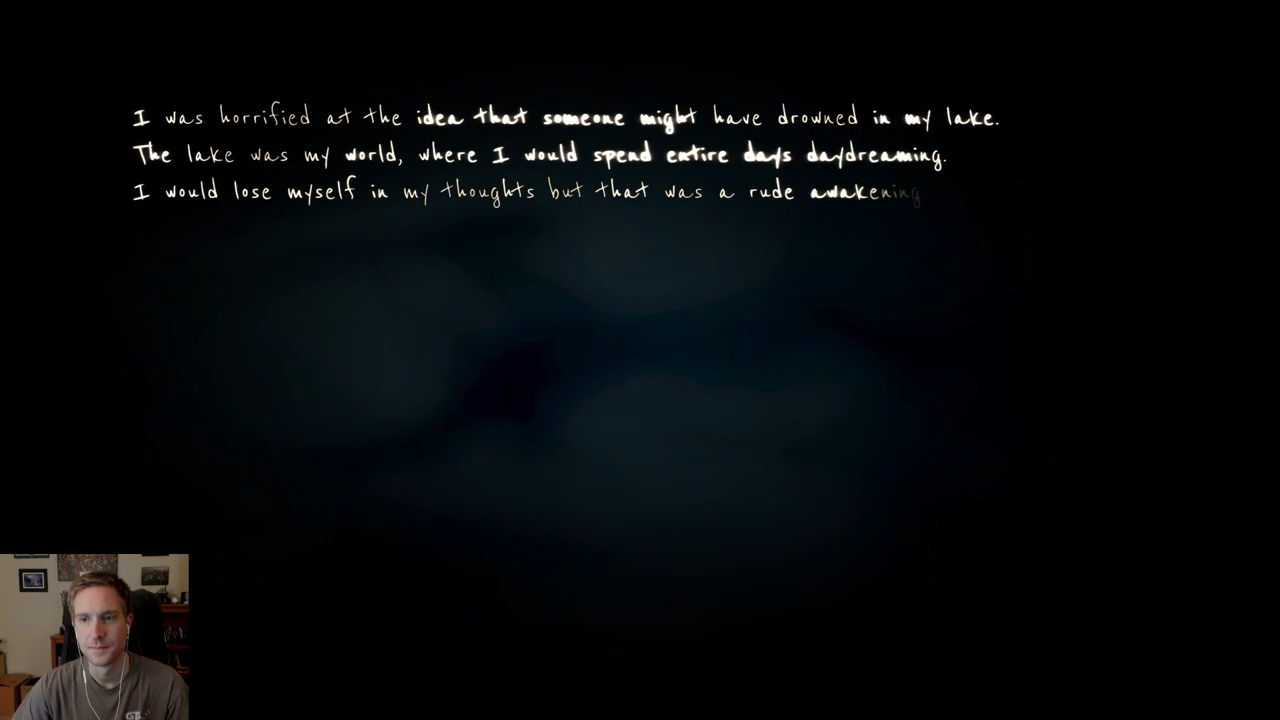 I was horrified at the idea that someone might have drowned in my lake.
The lake was my world, where I would spend entire days daydreaming.
I would lose myself in my thoughts but that was a rude awakening